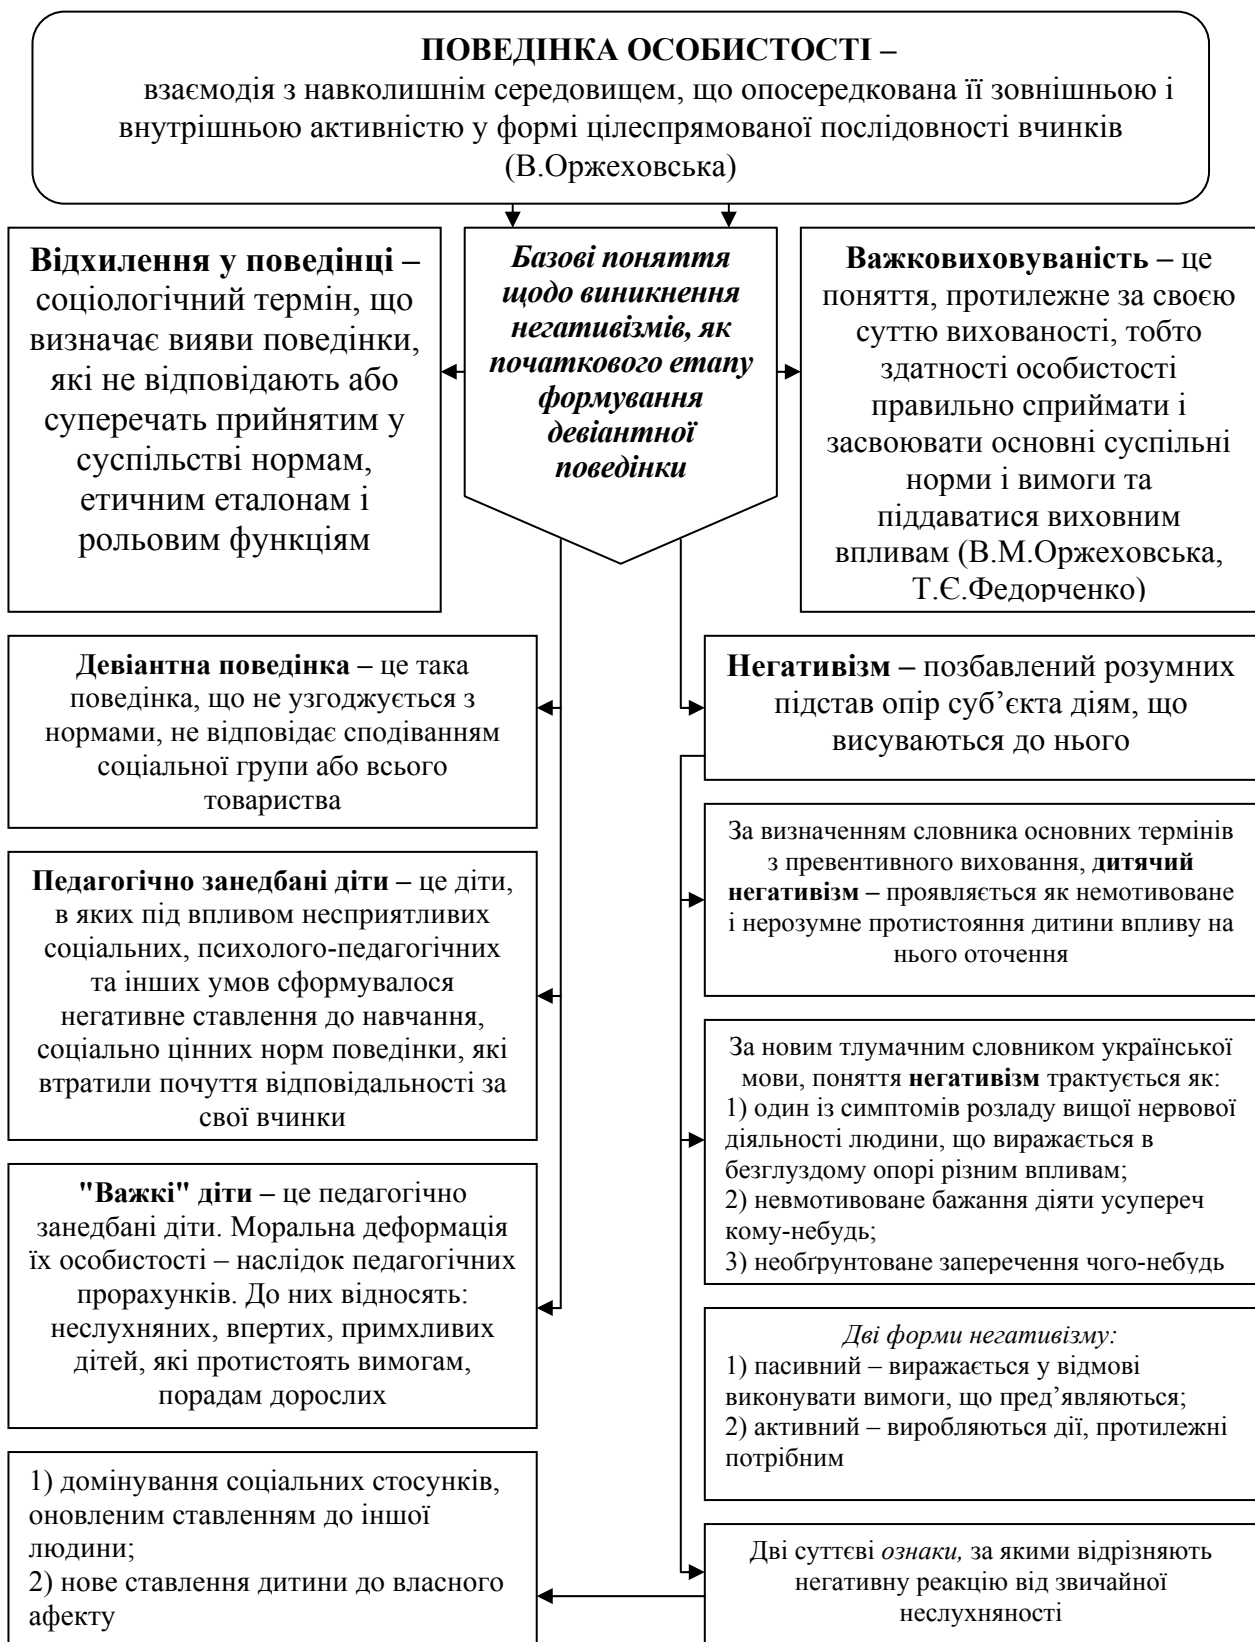 ПОВЕДІНКА ОСОБИСТОСТІ –
взаємодія з навколишнім середовищем, що опосередкована її зовнішньою і
внутрішньою активністю у формі цілеспрямованої послідовності вчинків
(В.Оржеховська)
Відхилення у поведінці –
соціологічний термін, що
визначає вияви поведінки,
які не відповідають або
суперечать прийнятим у
суспільстві нормам,
етичним еталонам і
рольовим функціям
Базові поняття
щодо виникнення
негативізмів, як
початкового етапу
формування
девіантної
поведінки
Важковиховуваність – це
поняття, протилежне за своєю
суттю вихованості, тобто
здатності особистості
правильно сприймати і
засвоювати основні суспільні
норми і вимоги та
піддаватися виховним
впливам (В.М.Оржеховська,
Т.Є.Федорченко)
Девіантна поведінка – це така
поведінка, що не узгоджується з
нормами, не відповідає сподіванням
соціальної групи або всього
товариства
Негативізм – позбавлений розумних
підстав опір суб’єкта діям, що
висуваються до нього
Педагогічно занедбані діти – це діти,
в яких під впливом несприятливих
соціальних, психолого-педагогічних
та інших умов сформувалося
негативне ставлення до навчання,
соціально цінних норм поведінки, які
втратили почуття відповідальності за
свої вчинки
За визначенням словника основних термінів
з превентивного виховання, дитячий
негативізм – проявляється як немотивоване
і нерозумне протистояння дитини впливу на
нього оточення
За новим тлумачним словником української
мови, поняття негативізм трактується як:
1) один із симптомів розладу вищої нервової
діяльності людини, що виражається в
безглуздому опорі різним впливам;
2) невмотивоване бажання діяти усупереч
кому-небудь;
3) необґрунтоване заперечення чого-небудь
"Важкі" діти – це педагогічно
занедбані діти. Моральна деформація
їх особистості – наслідок педагогічних
прорахунків. До них відносять:
неслухняних, впертих, примхливих
дітей, які протистоять вимогам,
порадам дорослих
Дві форми негативізму:
1) пасивний – виражається у відмові
виконувати вимоги, що пред’являються;
2) активний – виробляються дії, протилежні
потрібним
1) домінування соціальних стосунків,
оновленим ставленням до іншої
людини;
2) нове ставлення дитини до власного
афекту
Дві суттєві ознаки, за якими відрізняють
негативну реакцію від звичайної
неслухняності